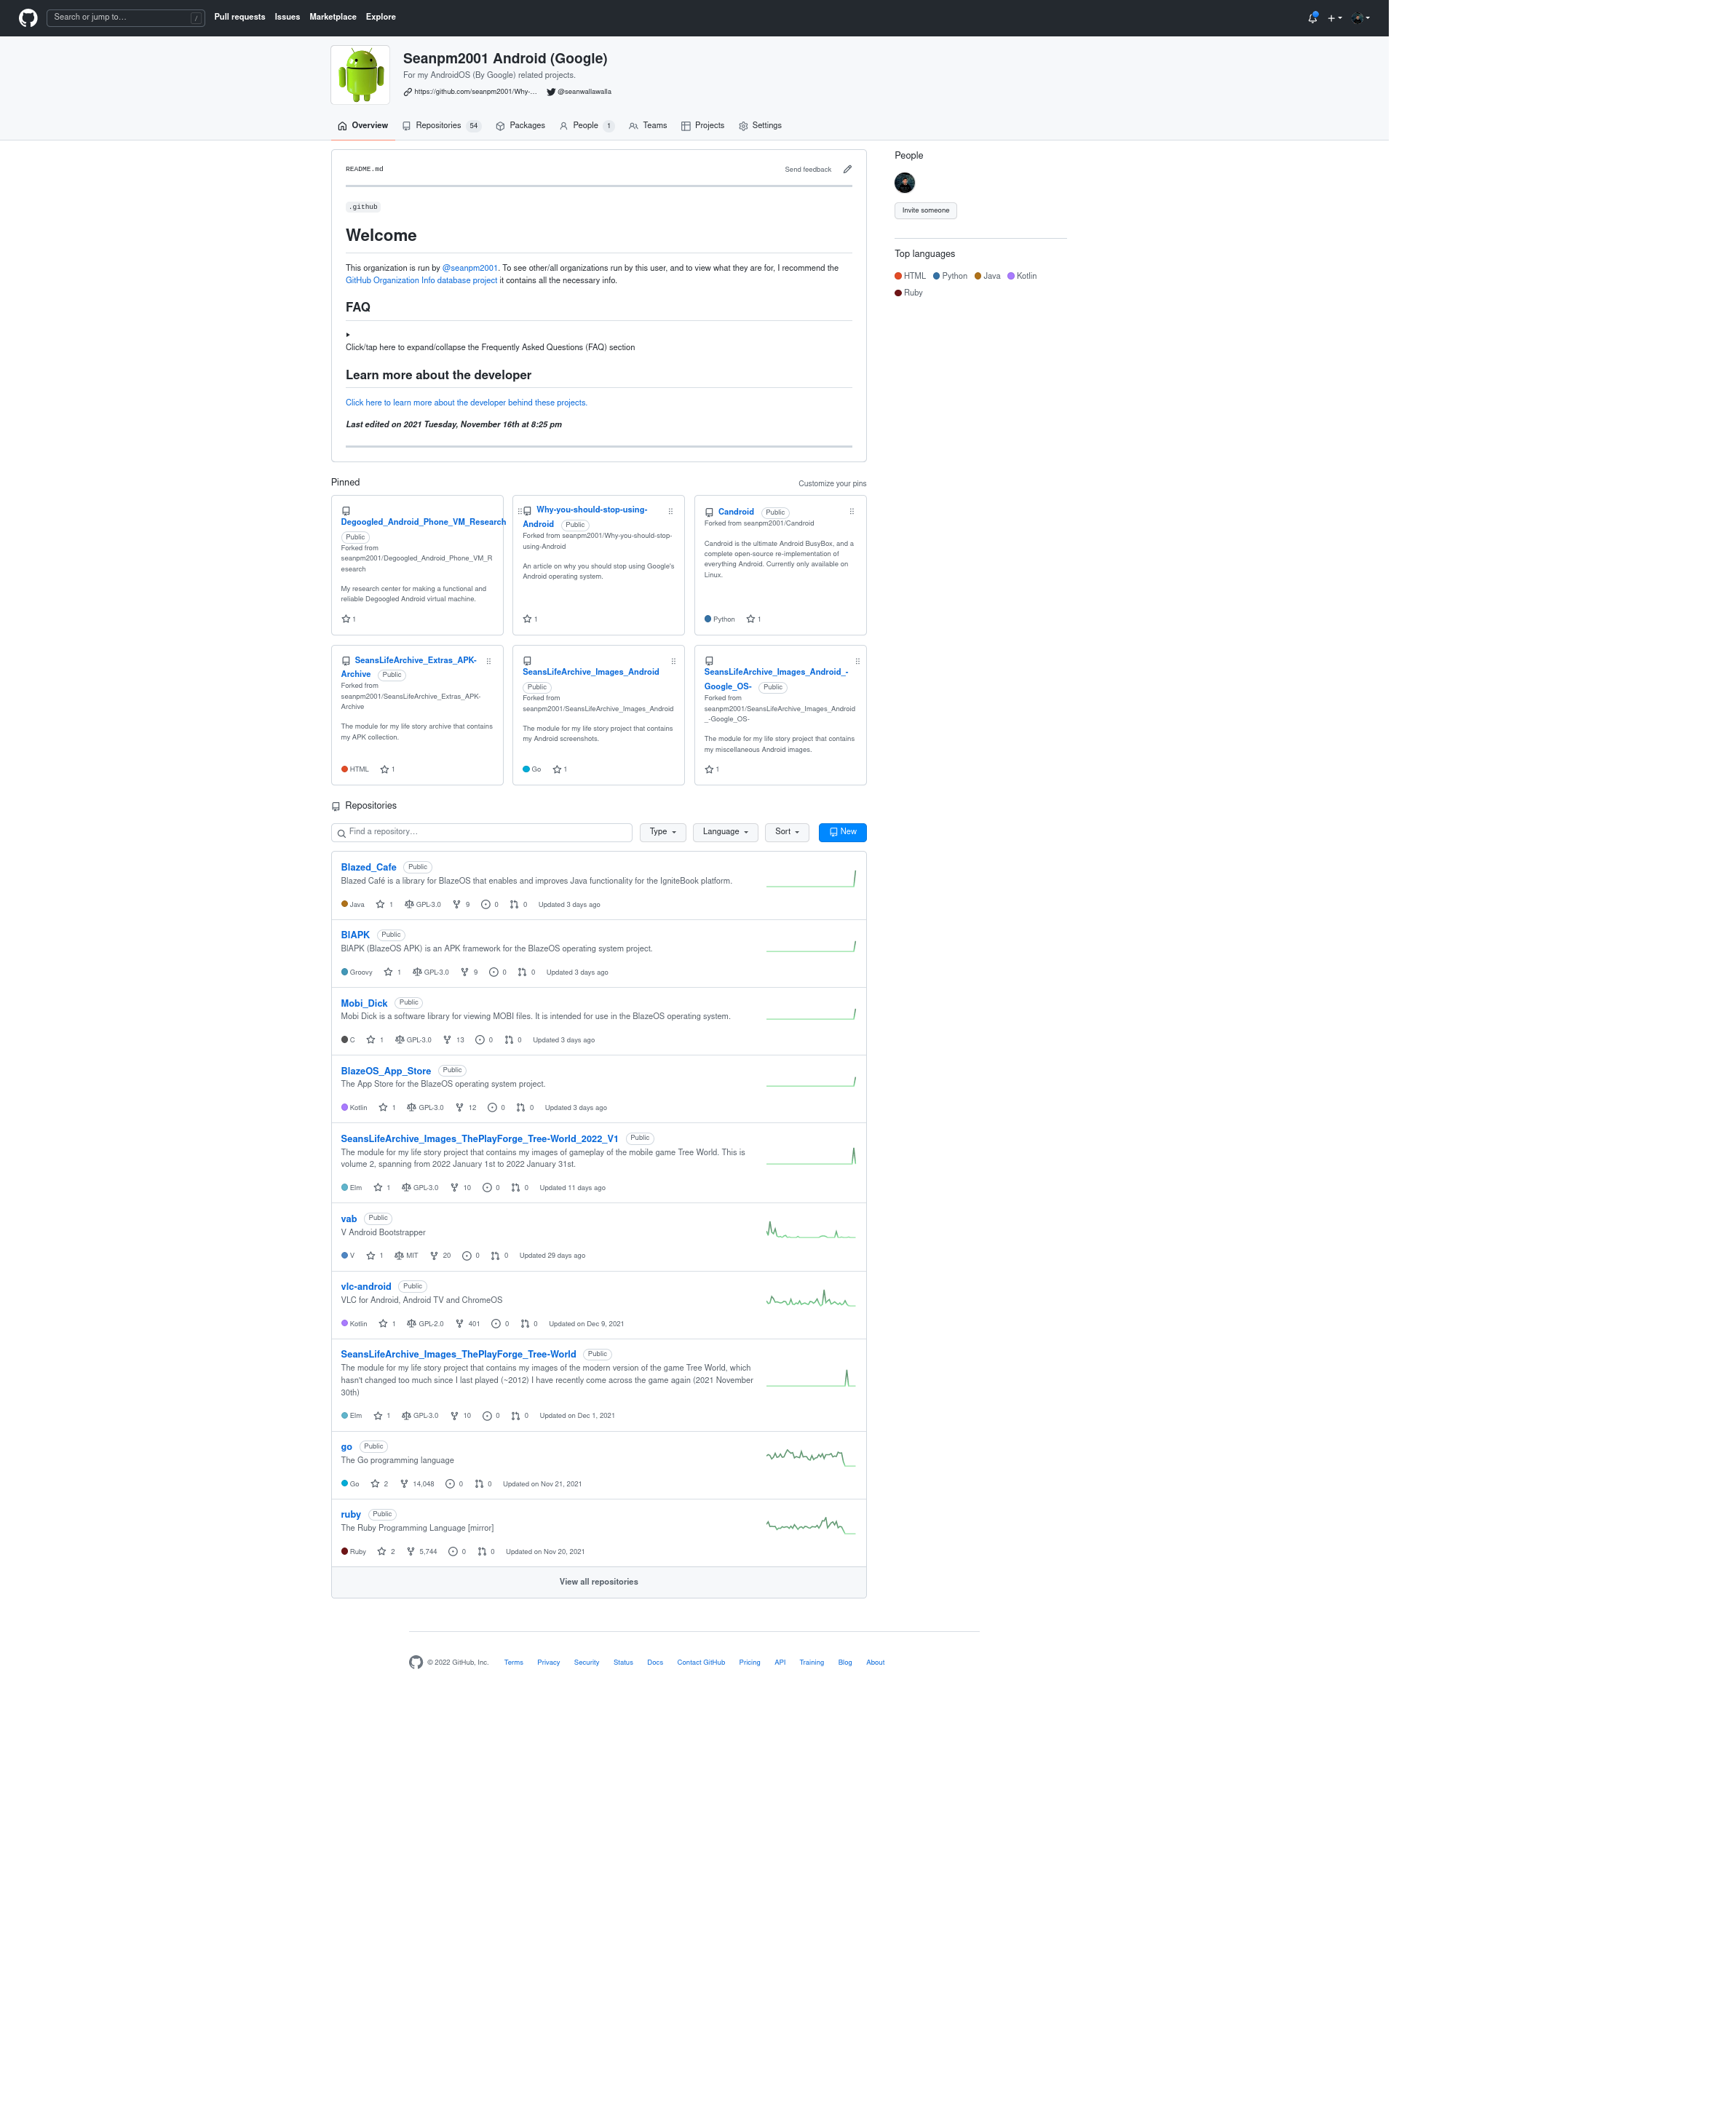 Search or jump to… /
Pull requests Issues Marketplace Explore
Seanpm2001 Android (Google)
For my AndroidOS (By Google) related projects.
https://github.com/seanpm2001/Why-… @seanwallawalla
Overview Repositories 54 Packages People 1 Teams Projects Settings
README.md Send feedback
.github
Welcome
This organization is run by @seanpm2001. To see other/all organizations run by this user, and to view what they are for, I recommend the
GitHub Organization Info database project it contains all the necessary info.
FAQ
Click/tap here to expand/collapse the Frequently Asked Questions (FAQ) section
Learn more about the developer
Click here to learn more about the developer behind these projects.
Last edited on 2021 Tuesday, November 16th at 8:25 pm
People
Invite someone
Top languages
HTML Python Java Kotlin
Ruby
Pinned Customize your pins
Degoogled_Android_Phone_VM_Research
Public
Forked from
seanpm2001/Degoogled_Android_Phone_VM_R
esearch
My research center for making a functional and
reliable Degoogled Android virtual machine.
1
Why-you-should-stop-using-
Android Public
Forked from seanpm2001/Why-you-should-stop-
using-Android
An article on why you should stop using Google's
Android operating system.
1
Candroid Public
Forked from seanpm2001/Candroid
Candroid is the ultimate Android BusyBox, and a
complete open-source re-implementation of
everything Android. Currently only available on
Linux.
Python 1
SeansLifeArchive_Extras_APK-
Archive Public
Forked from
seanpm2001/SeansLifeArchive_Extras_APK-
Archive
The module for my life story archive that contains
my APK collection.
HTML 1
SeansLifeArchive_Images_Android
Public
Forked from
seanpm2001/SeansLifeArchive_Images_Android
The module for my life story project that contains
my Android screenshots.
Go 1
SeansLifeArchive_Images_Android_-
Google_OS- Public
Forked from
seanpm2001/SeansLifeArchive_Images_Android
_-Google_OS-
The module for my life story project that contains
my miscellaneous Android images.
1
Repositories
Find a repository… Type Language Sort New
Blazed_Cafe Public
Blazed Café is a library for BlazeOS that enables and improves Java functionality for the IgniteBook platform.
Java 1 GPL-3.0 9 0 0 Updated 3 days ago
BlAPK Public
BlAPK (BlazeOS APK) is an APK framework for the BlazeOS operating system project.
Groovy 1 GPL-3.0 9 0 0 Updated 3 days ago
Mobi_Dick Public
Mobi Dick is a software library for viewing MOBI files. It is intended for use in the BlazeOS operating system.
C 1 GPL-3.0 13 0 0 Updated 3 days ago
BlazeOS_App_Store Public
The App Store for the BlazeOS operating system project.
Kotlin 1 GPL-3.0 12 0 0 Updated 3 days ago
SeansLifeArchive_Images_ThePlayForge_Tree-World_2022_V1 Public
The module for my life story project that contains my images of gameplay of the mobile game Tree World. This is
volume 2, spanning from 2022 January 1st to 2022 January 31st.
Elm 1 GPL-3.0 10 0 0 Updated 11 days ago
vab Public
V Android Bootstrapper
V 1 MIT 20 0 0 Updated 29 days ago
vlc-android Public
VLC for Android, Android TV and ChromeOS
Kotlin 1 GPL-2.0 401 0 0 Updated on Dec 9, 2021
SeansLifeArchive_Images_ThePlayForge_Tree-World Public
The module for my life story project that contains my images of the modern version of the game Tree World, which
hasn't changed too much since I last played (~2012) I have recently come across the game again (2021 November
30th)
Elm 1 GPL-3.0 10 0 0 Updated on Dec 1, 2021
go Public
The Go programming language
Go 2 14,048 0 0 Updated on Nov 21, 2021
ruby Public
The Ruby Programming Language [mirror]
Ruby 2 5,744 0 0 Updated on Nov 20, 2021
View all repositories
© 2022 GitHub, Inc. Terms Privacy Security Status Docs Contact GitHub Pricing API Training Blog About